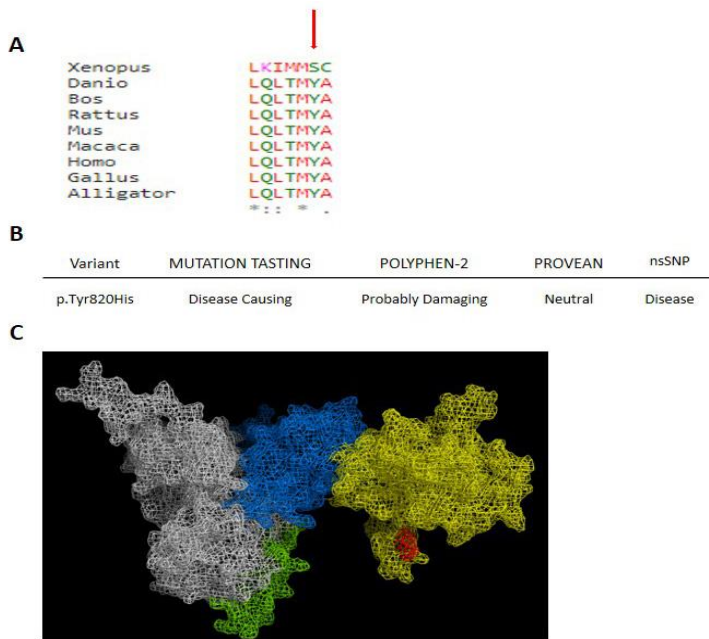 A
Xenopus LKIMMSC
Danio LQLTMYA
Bos LQLTMYA
Rattus LQLTMYA
Mus LQLTMYA
Macaca LQLTMYA
Homo LQLTMYA
Gallus LQLTMYA
Alligator LQLTMYA
*:: * .
B
Variant MUTATION TASTING POLYPHEN-2 PROVEAN nsSNP
p.Tyr820His Disease Causing Probably Damaging Neutral Disease
C